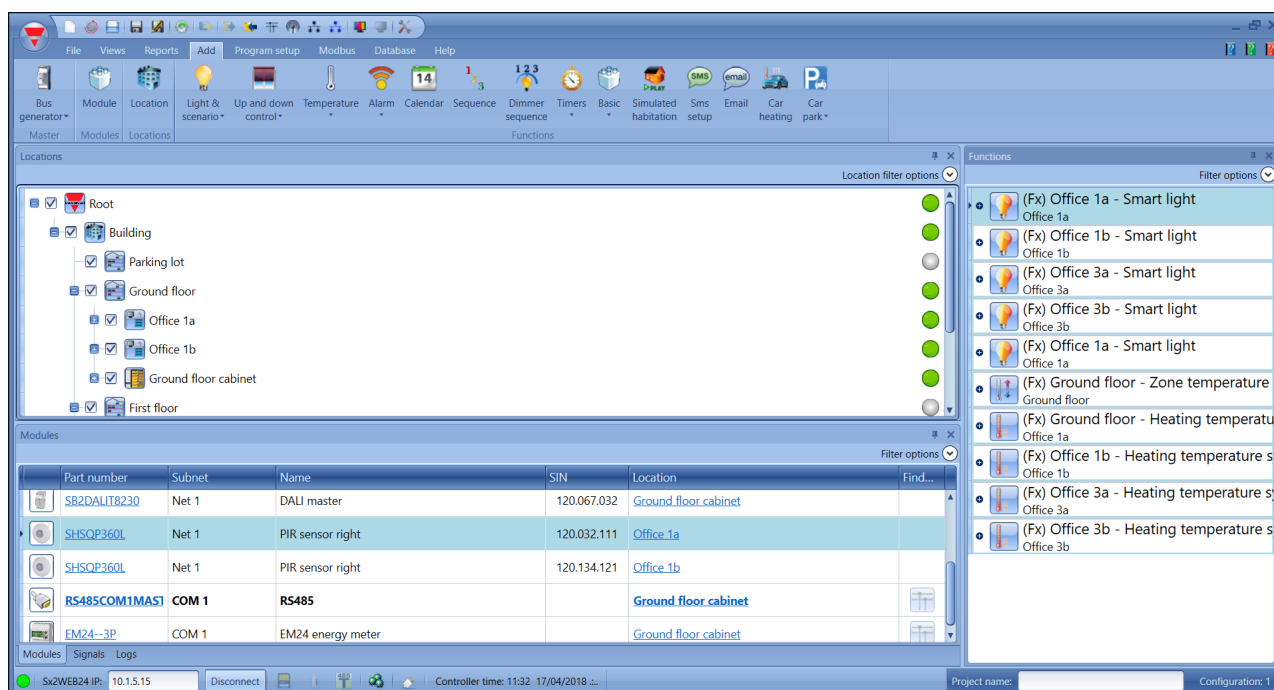 File Views Reports Add Program setup Modbus Database Help
14
1 3
1 2 3
PLAY
SMS
email
P
Bus generator
Module
Location
Light & scenario
Up and down control
Temperature
Alarm
Calendar
Sequence
Dimmer sequence
Timers
Basic
Simulated habitation
Sms setup
Email
Car heating
Car park
Master Modules Locations Functions
Locations
Location filter options
Root
Building
Parking lot
Ground floor
Office 1a
Office 1b
Ground floor cabinet
First floor
Modules
Filter options
Part number Subnet Name SIN Location Find...
SB2DALIT8230 Net 1 DALI master 120.067.032 Ground floor cabinet
SHSQP360L Net 1 PIR sensor right 120.032.111 Office 1a
SHSQP360L Net 1 PIR sensor right 120.134.121 Office 1b
RS485COM1MAST COM 1 RS485 Ground floor cabinet
EM24--3P COM 1 EM24 energy meter Ground floor cabinet
Modules Signals Logs
Functions
Filter options
(Fx) Office 1a - Smart light
Office 1a
(Fx) Office 1b - Smart light
Office 1b
(Fx) Office 3a - Smart light
Office 3a
(Fx) Office 3b - Smart light
Office 3b
(Fx) Office 1a - Smart light
Office 1a
(Fx) Ground floor - Zone temperature
Ground floor
(Fx) Ground floor - Heating temperatu
Office 1a
(Fx) Office 1b - Heating temperature s
Office 1b
(Fx) Office 3a - Heating temperature sy
Office 3a
(Fx) Office 3b - Heating temperature s
Office 3b
Sx2WEB24 IP: 10.1.5.15 Disconnect Controller time: 11:32 17/04/2018 .:. Project name: Configuration: 1